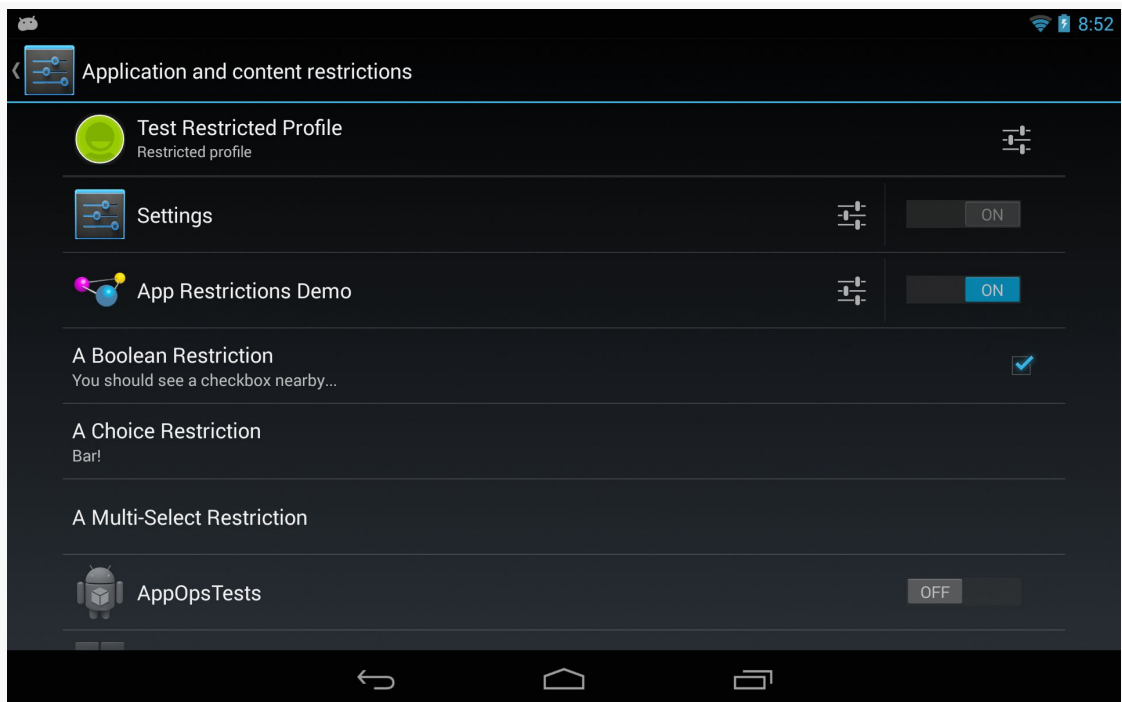 8:52
Application and content restrictions
Test Restricted Profile
Restricted profile
Settings
ON
App Restrictions Demo
ON
A Boolean Restriction
You should see a checkbox nearby...
A Choice Restriction
Bar!
A Multi-Select Restriction
AppOpsTests
OFF